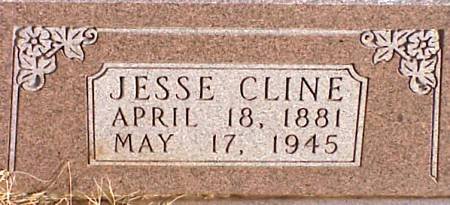 JESSE CLINE
APRIL 18, 1881
MAY 17, 1945